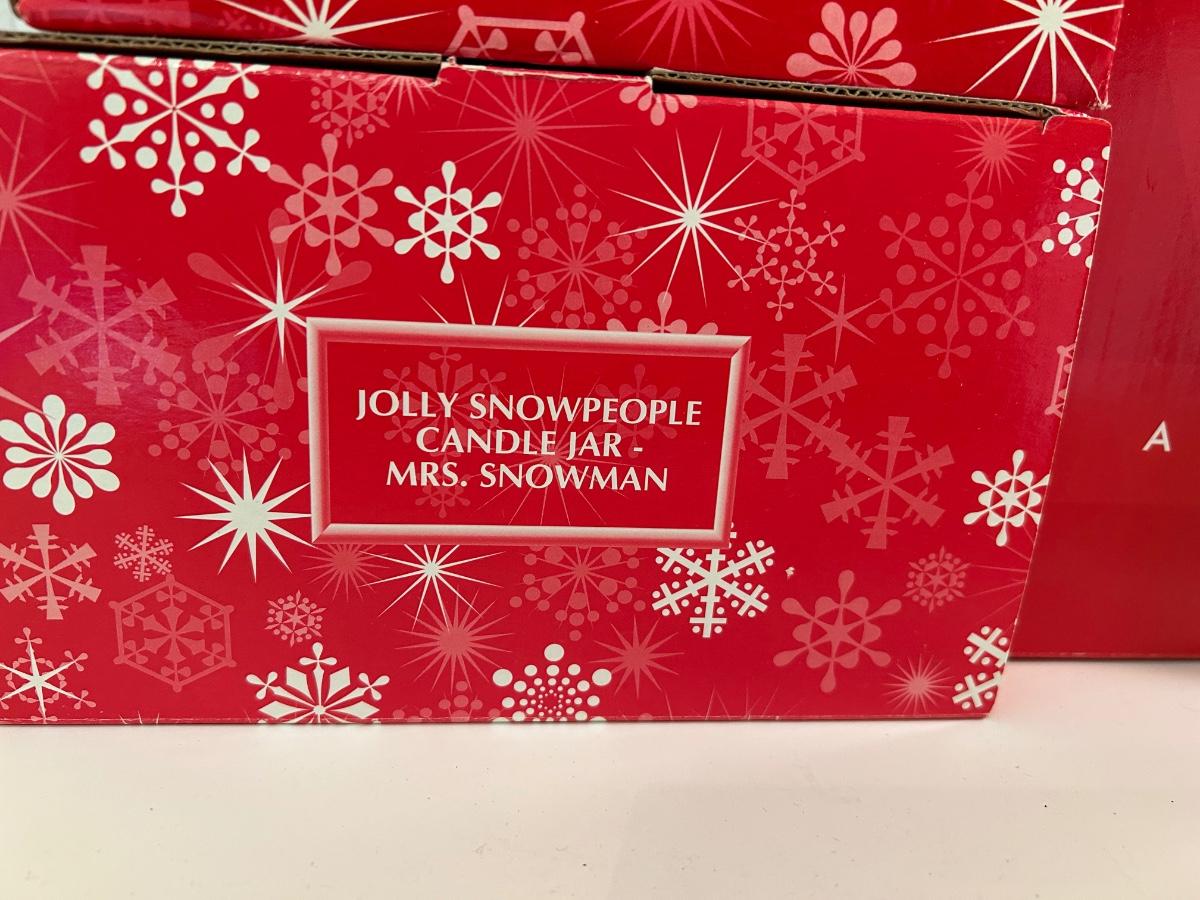 JOLLY SNOWPEOPLE
CANDLE JAR -
MRS. SNOWMAN
A